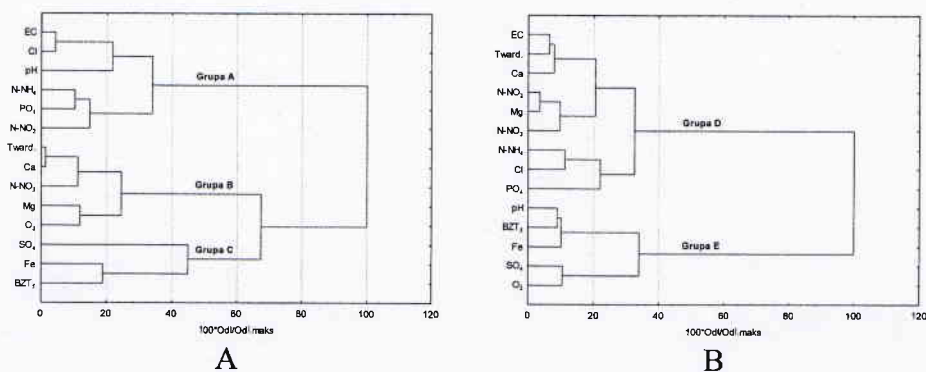 EC
Cl
pH
N-NH₄
PO₄
N-NO₂
Tward.
Ca
N-NO₃
Mg
O₂
SO₄
Fe
BZT₅
Grupa A
Grupa B
Grupa C
0 20 40 60 80 100 120
100*Odl/Odl.maks
A
EC
Tward.
Ca
N-NO₃
Mg
N-NO₂
N-NH₄
Cl
PO₄
pH
BZT₅
Fe
SO₄
O₂
Grupa D
Grupa E
0 20 40 60 80 100 120
100*Odl/Odl.maks
B